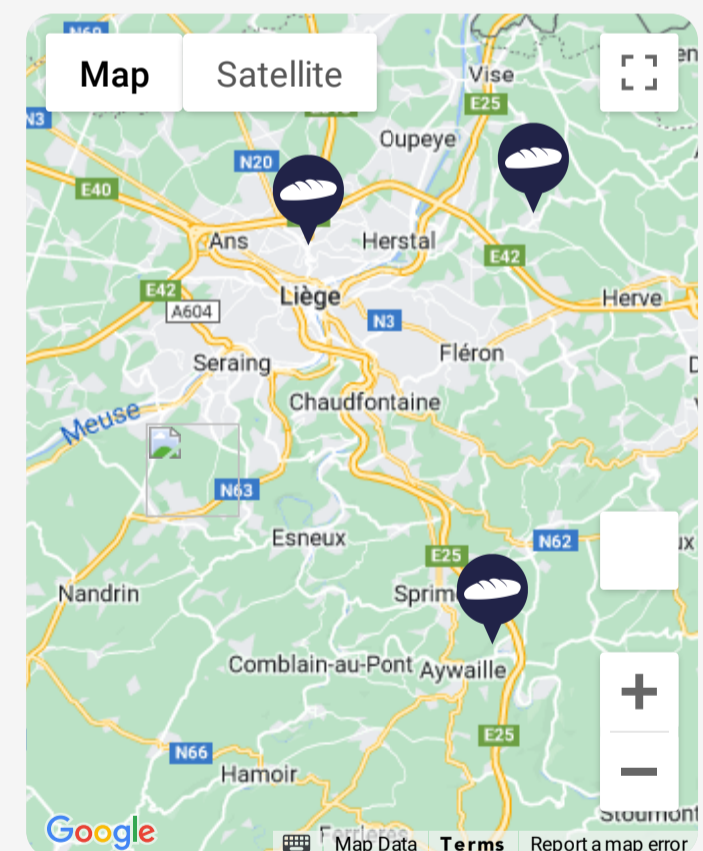 Map
Satellite
Vise
E25
N3
Oupeye
N20
E40
Ans
Herstal
E42
E42
Liège
Herve
A604
N3
Fléron
Seraing
Chaudfontaine
Meuse
N63
Esneux
N62
E25
Nandrin
Sprim
Comblain-au-Pont
Aywaille
E25
N66
Hamoir
Stoumont
Google
Ferrières
Map Data
Terms
Report a map error